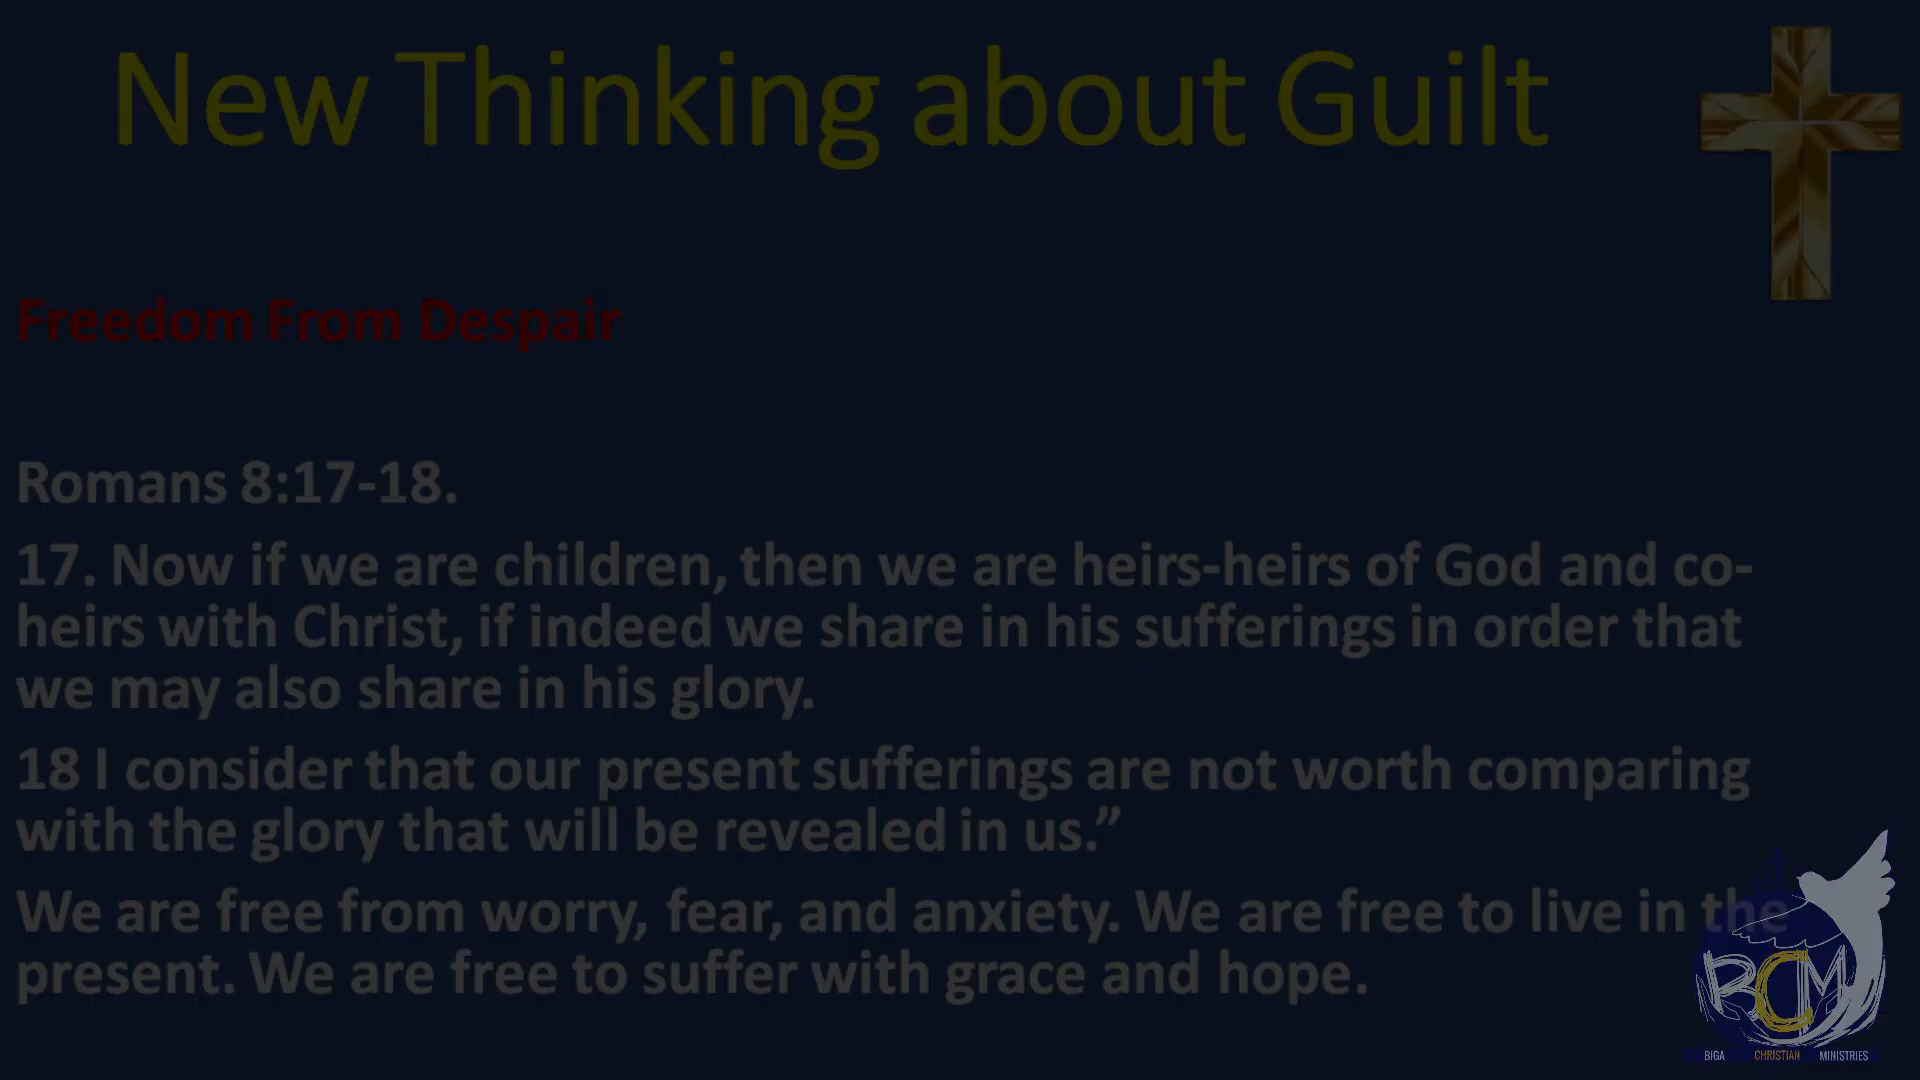 New Thinking about Guilt
Freedom From Despair
Romans 8:17-18.
17. Now if we are children, then we are heirs-heirs of God and co-
heirs with Christ, if indeed we share in his sufferings in order that
we may also share in his glory.
18 I consider that our present sufferings are not worth comparing
with the glory that will be revealed in us.”
We are free from worry, fear, and anxiety. We are free to live in the
present. We are free to suffer with grace and hope.
BCM
BIGA CHRISTIAN MINISTRIES